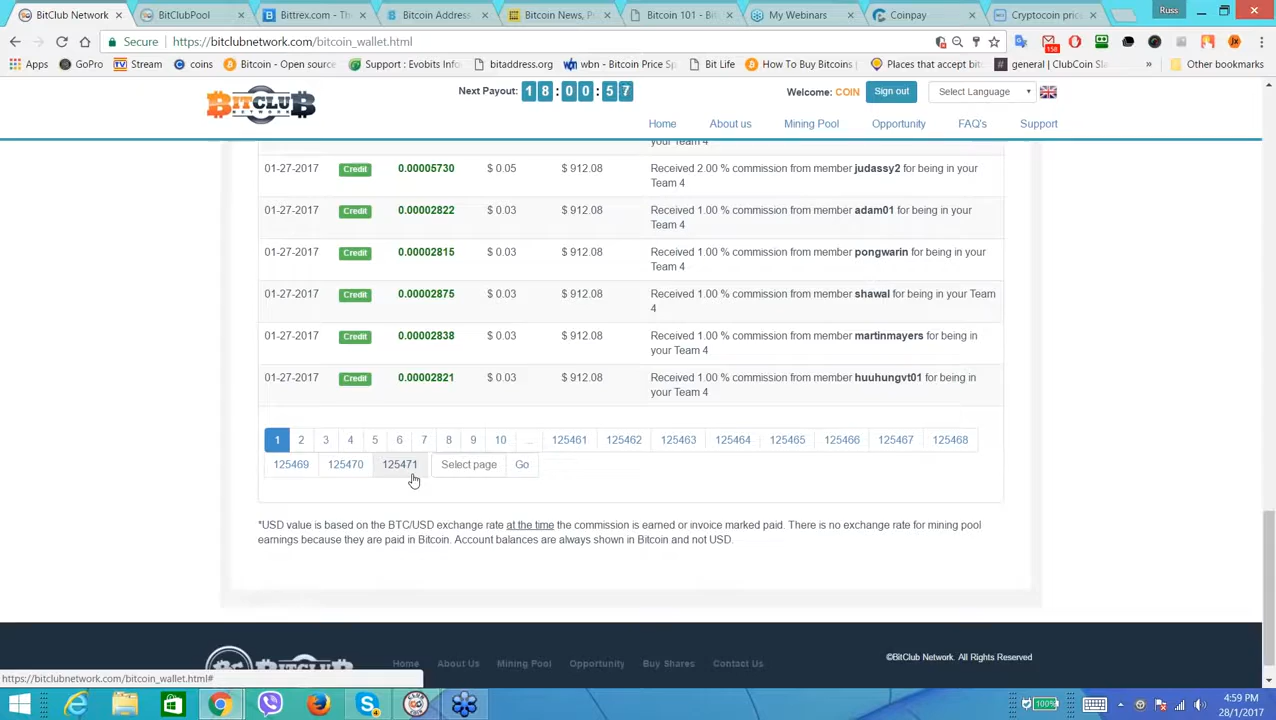 BitClub Network
BitClubPool
Bittrex.com - Th
Bitcoin Address
Bitcoin News, P
Bitcoin 101 -
My Webinars
Coinpay
Cryptocoin pric
Russ
Secure
https://bitclubnetwork.com/bitcoin_wallet.html
158
Apps
GoPro
Stream
coins
Bitcoin - Open source
Support : Evobits Info
bitaddress.org
wbn - Bitcoin Price
Bit Life
How To Buy Bitcoins
Places that accept bi
general | ClubCoin Sla
»
Other bookmarks
BITCLUB
NETWORK
Next Payout: 18:00:57
Welcome: COIN
Sign out
Select Language
Home
About us
Mining Pool
Opportunity
FAQ's
Support
your Team 4
01-27-2017 Credit 0.00005730 $ 0.05 $ 912.08 Received 2.00 % commission from member judassy2 for being in your
Team 4
01-27-2017 Credit 0.00002822 $ 0.03 $ 912.08 Received 1.00 % commission from member adam01 for being in your
Team 4
01-27-2017 Credit 0.00002815 $ 0.03 $ 912.08 Received 1.00 % commission from member pongwarin for being in your
Team 4
01-27-2017 Credit 0.00002875 $ 0.03 $ 912.08 Received 1.00 % commission from member shawal for being in your Team
4
01-27-2017 Credit 0.00002838 $ 0.03 $ 912.08 Received 1.00 % commission from member martinmayers for being in
your Team 4
01-27-2017 Credit 0.00002821 $ 0.03 $ 912.08 Received 1.00 % commission from member huuhungvt01 for being in
your Team 4
1 2 3 4 5 6 7 8 9 10 ... 125461 125462 125463 125464 125465 125466 125467 125468
125469 125470 125471 Select page Go
*USD value is based on the BTC/USD exchange rate at the time the commission is earned or invoice marked paid. There is no exchange rate for mining pool
earnings because they are paid in Bitcoin. Account balances are always shown in Bitcoin and not USD.
BITCLUB
Home
About Us
Mining Pool
Opportunity
Buy Shares
Contact Us
©BitClub Network. All Rights Reserved
https://bitclubnetwork.com/bitcoin_wallet.html#
100%
4:59 PM
28/1/2017